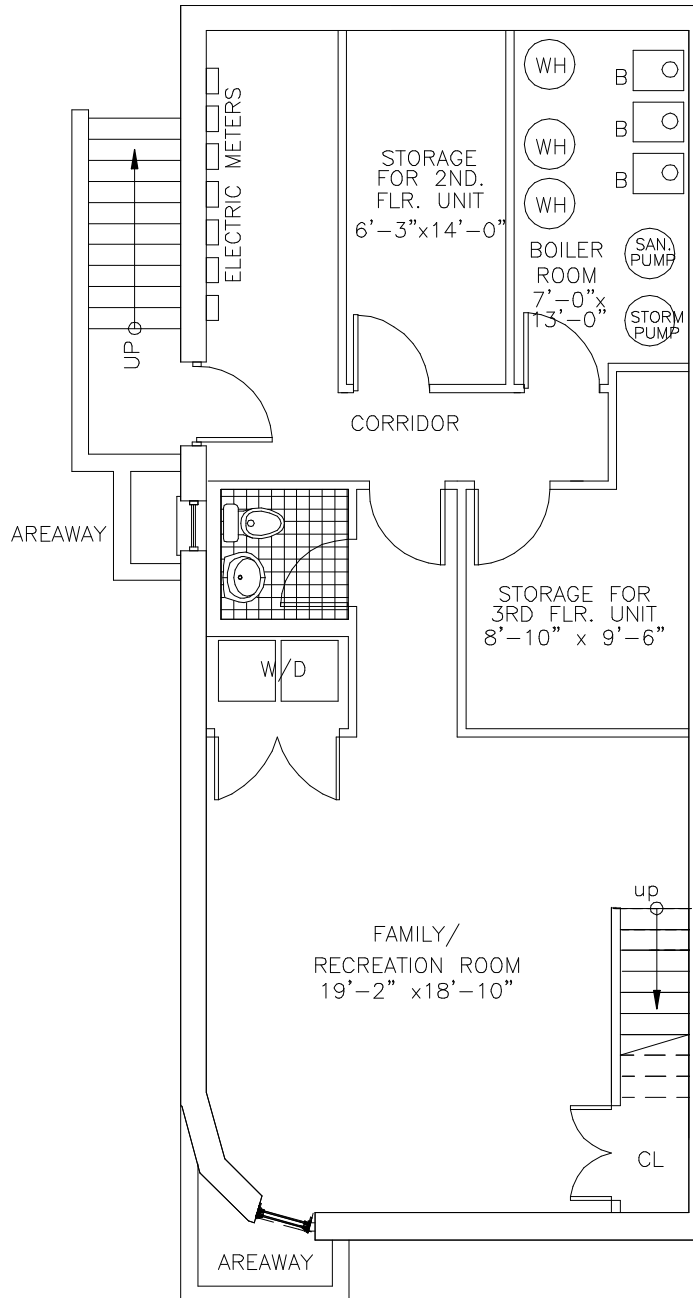 ELECTRIC METERS
STORAGE
FOR 2ND.
FLR. UNIT
6'-3"x14'-0"
WH
WH
WH
B
B
B
SAN.
PUMP
STORM
PUMP
BOILER
ROOM
7'-0"x
13'-0"
UP
CORRIDOR
AREAWAY
STORAGE FOR
3RD FLR. UNIT
8'-10" x 9'-6"
W/D
up
FAMILY/
RECREATION ROOM
19'-2" x18'-10"
CL
AREAWAY